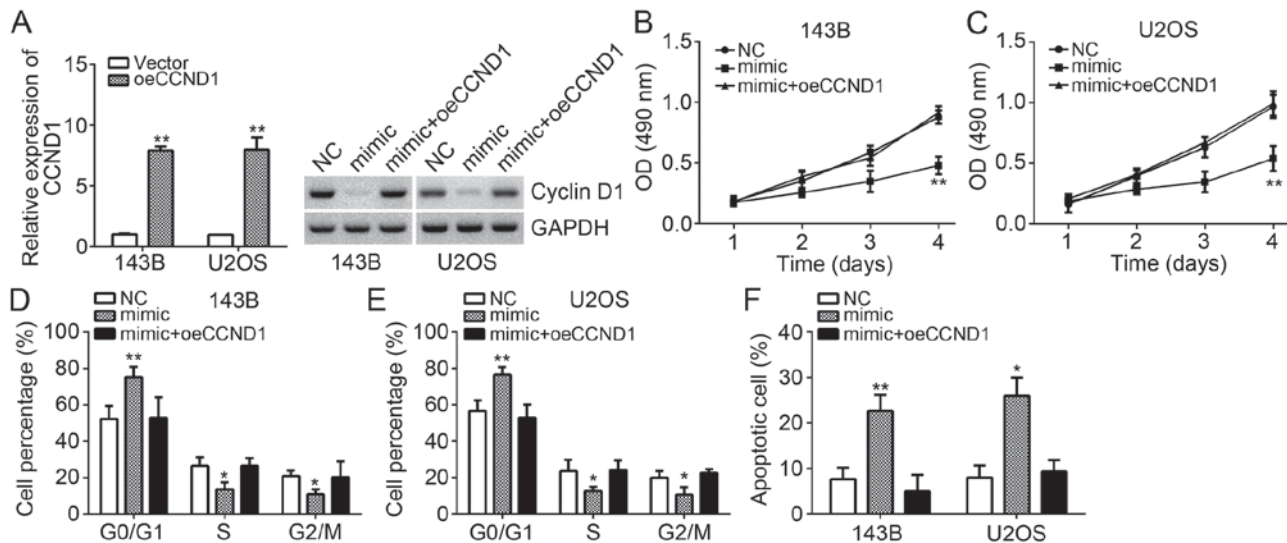 A
Relative expression of
CCND1
15
10
5
0
Vector
oeCCND1
**
**
143B
U2OS
NC
mimic
mimic+oeCCND1
NC
mimic
mimic+oeCCND1
Cyclin D1
GAPDH
143B
U2OS
B
143B
OD (490 nm)
1.5
1.0
0.5
0.0
NC
mimic
mimic+oeCCND1
**
1 2 3 4
Time (days)
C
U2OS
OD (490 nm)
1.5
1.0
0.5
0.0
NC
mimic
mimic+oeCCND1
**
1 2 3 4
Time (days)
D
143B
Cell percentage (%)
100
80
60
40
20
0
NC
mimic
mimic+oeCCND1
**
*
*
G0/G1 S G2/M
E
U2OS
Cell percentage (%)
100
80
60
40
20
0
NC
mimic
mimic+oeCCND1
**
*
*
G0/G1 S G2/M
F
Apoptotic cell (%)
40
30
20
10
0
NC
mimic
mimic+oeCCND1
**
*
143B U2OS